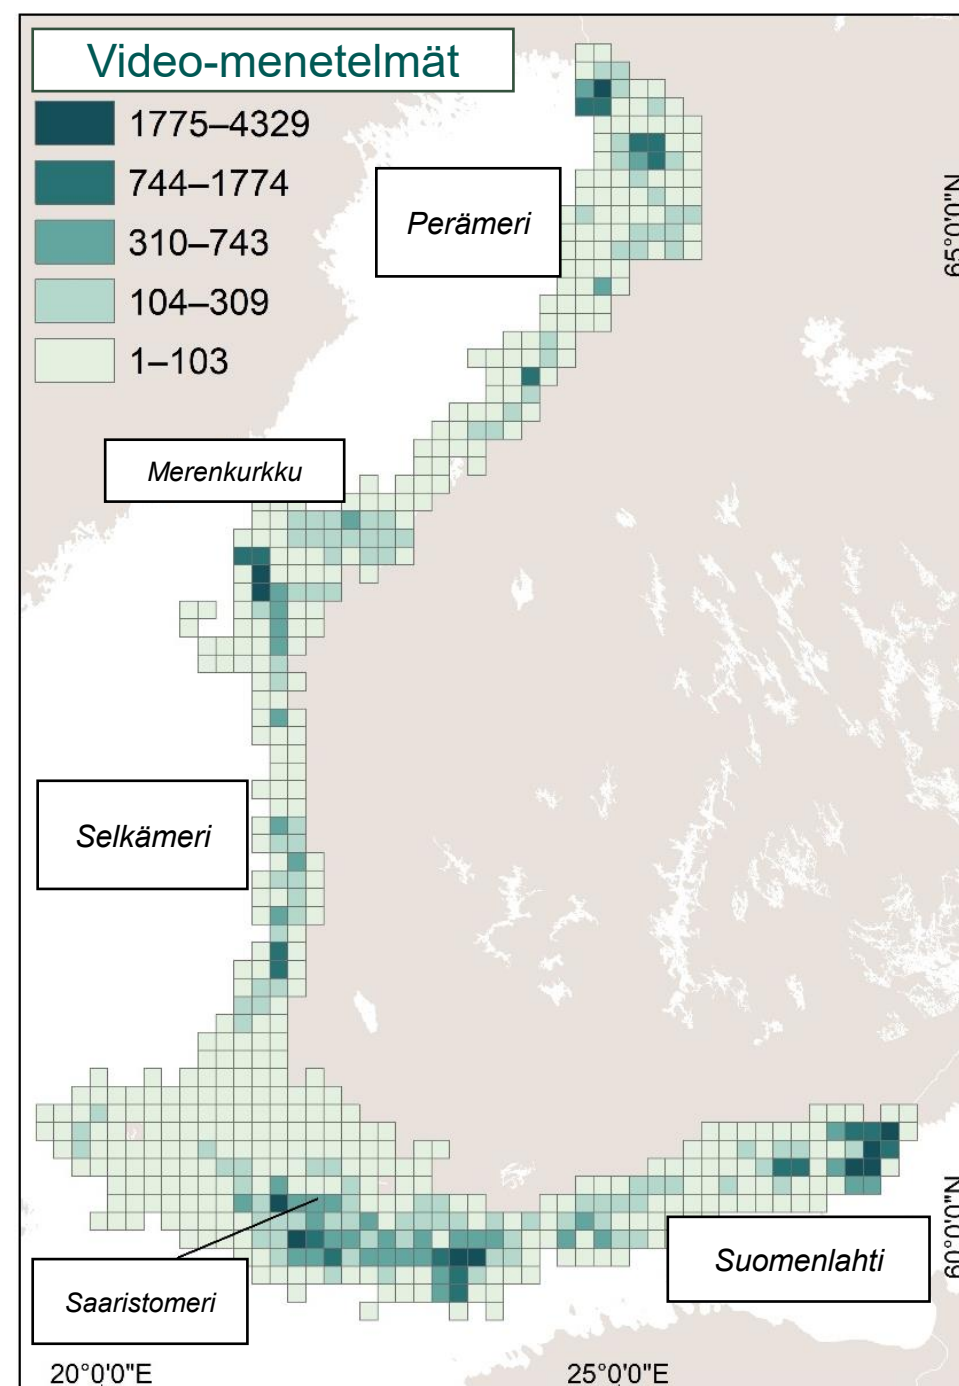 Video-menetelmät
1775–4329
744–1774
310–743
104–309
1–103
Perämeri
65°0'0"N
Merenkurkku
Selkämeri
Saaristomeri
Suomenlahti
60°0'0"N
20°0'0"E
25°0'0"E